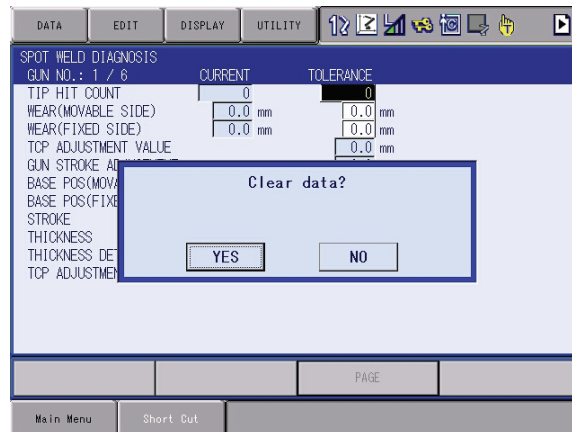 DATA EDIT DISPLAY UTILITY
SPOT WELD DIAGNOSIS
GUN NO.: 1 / 6 CURRENT TOLERANCE
TIP HIT COUNT 0 0
WEAR(MOVABLE SIDE) 0.0 mm 0.0 mm
WEAR(FIXED SIDE) 0.0 mm 0.0 mm
TCP ADJUSTMENT VALUE 0.0 mm
GUN STROKE
BASE POS(MOVA
BASE POS(FIXE
STROKE
THICKNESS
THICKNESS DET
TCP ADJUSTMEN
Clear data?
YES NO
PAGE
Main Menu Short Cut